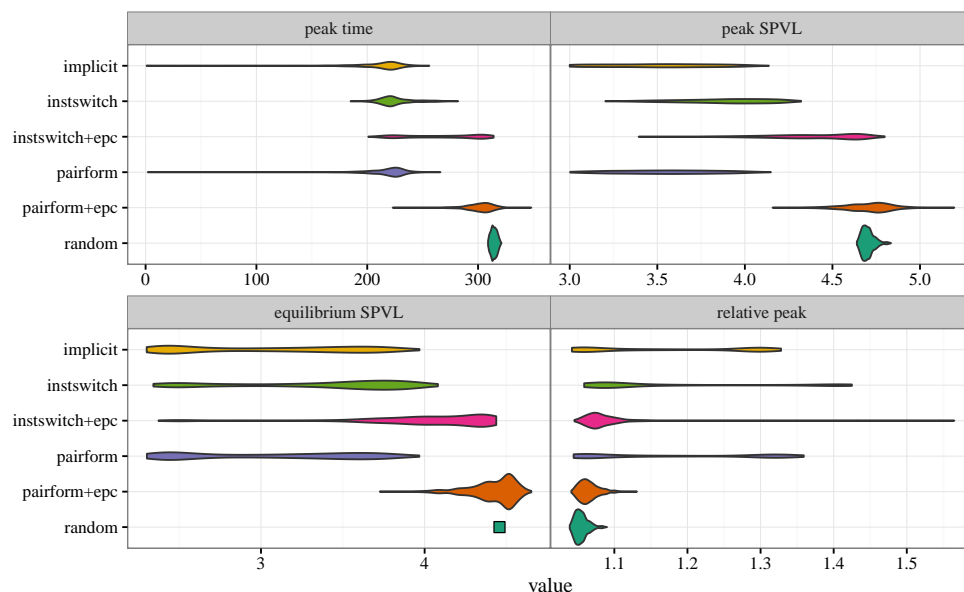 peak time
peak SPVL
implicit
instswitch
instswitch+epc
pairform
pairform+epc
random
0 100 200 300
3.0 3.5 4.0 4.5 5.0
equilibrium SPVL
relative peak
implicit
instswitch
instswitch+epc
pairform
pairform+epc
random
3 4
1.1 1.2 1.3 1.4 1.5
value